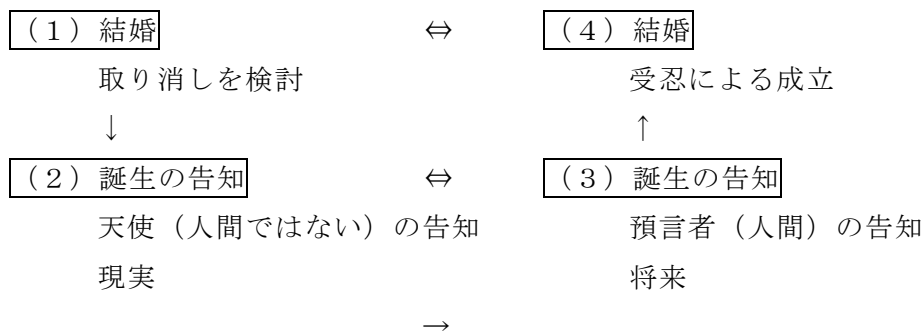 （１）結婚 ⇔ （４）結婚
取り消しを検討 受忍による成立
↓ ↑
（２）誕生の告知 ⇔ （３）誕生の告知
天使（人間ではない）の告知 預言者（人間）の告知
現実 将来
→